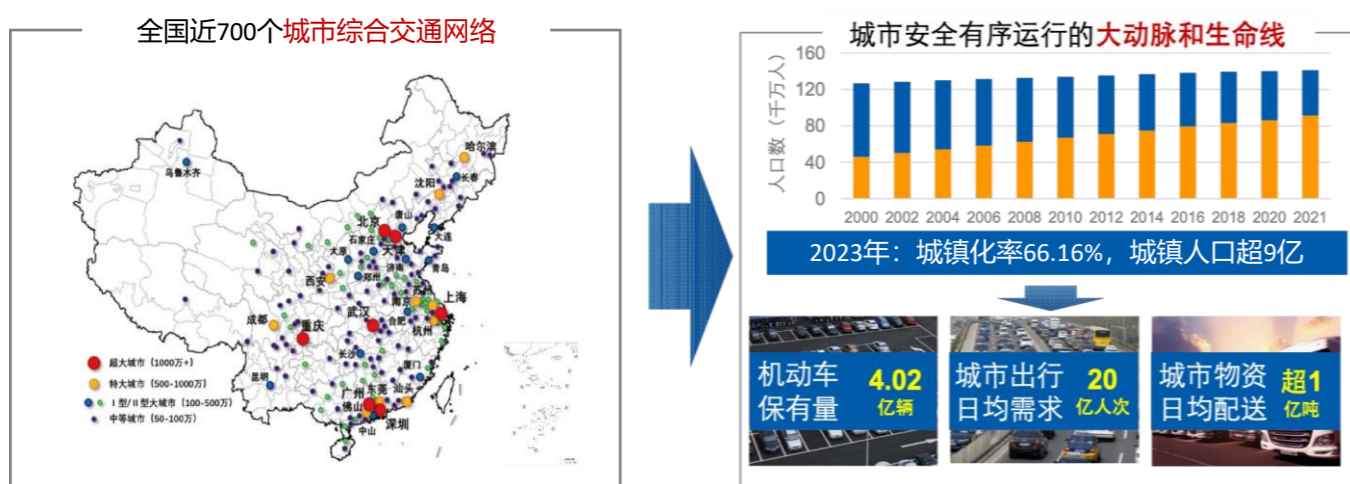 全国近700个城市综合交通网络
哈尔滨
乌鲁木齐
长春
沈阳
北京
唐山
石家庄
天津
大连
太原
济南
青岛
西安
郑州
南京
苏州
上海
成都
重庆
武汉
合肥
杭州
长沙
厦门
昆明
广州
东莞
汕头
佛山
深圳
中山
超大城市（1000万+）
特大城市（500-1000万）
Ⅰ型/Ⅱ型大城市（100-500万）
中等城市（50-100万）
城市安全有序运行的大动脉和生命线
人口数（千万人）
160
120
80
40
0
2000 2002 2004 2006 2008 2010 2012 2014 2016 2018 2020 2021
2023年：城镇化率66.16%，城镇人口超9亿
机动车
保有量
4.02
亿辆
城市出行
日均需求
20
亿人次
城市物资
日均配送
超1
亿吨